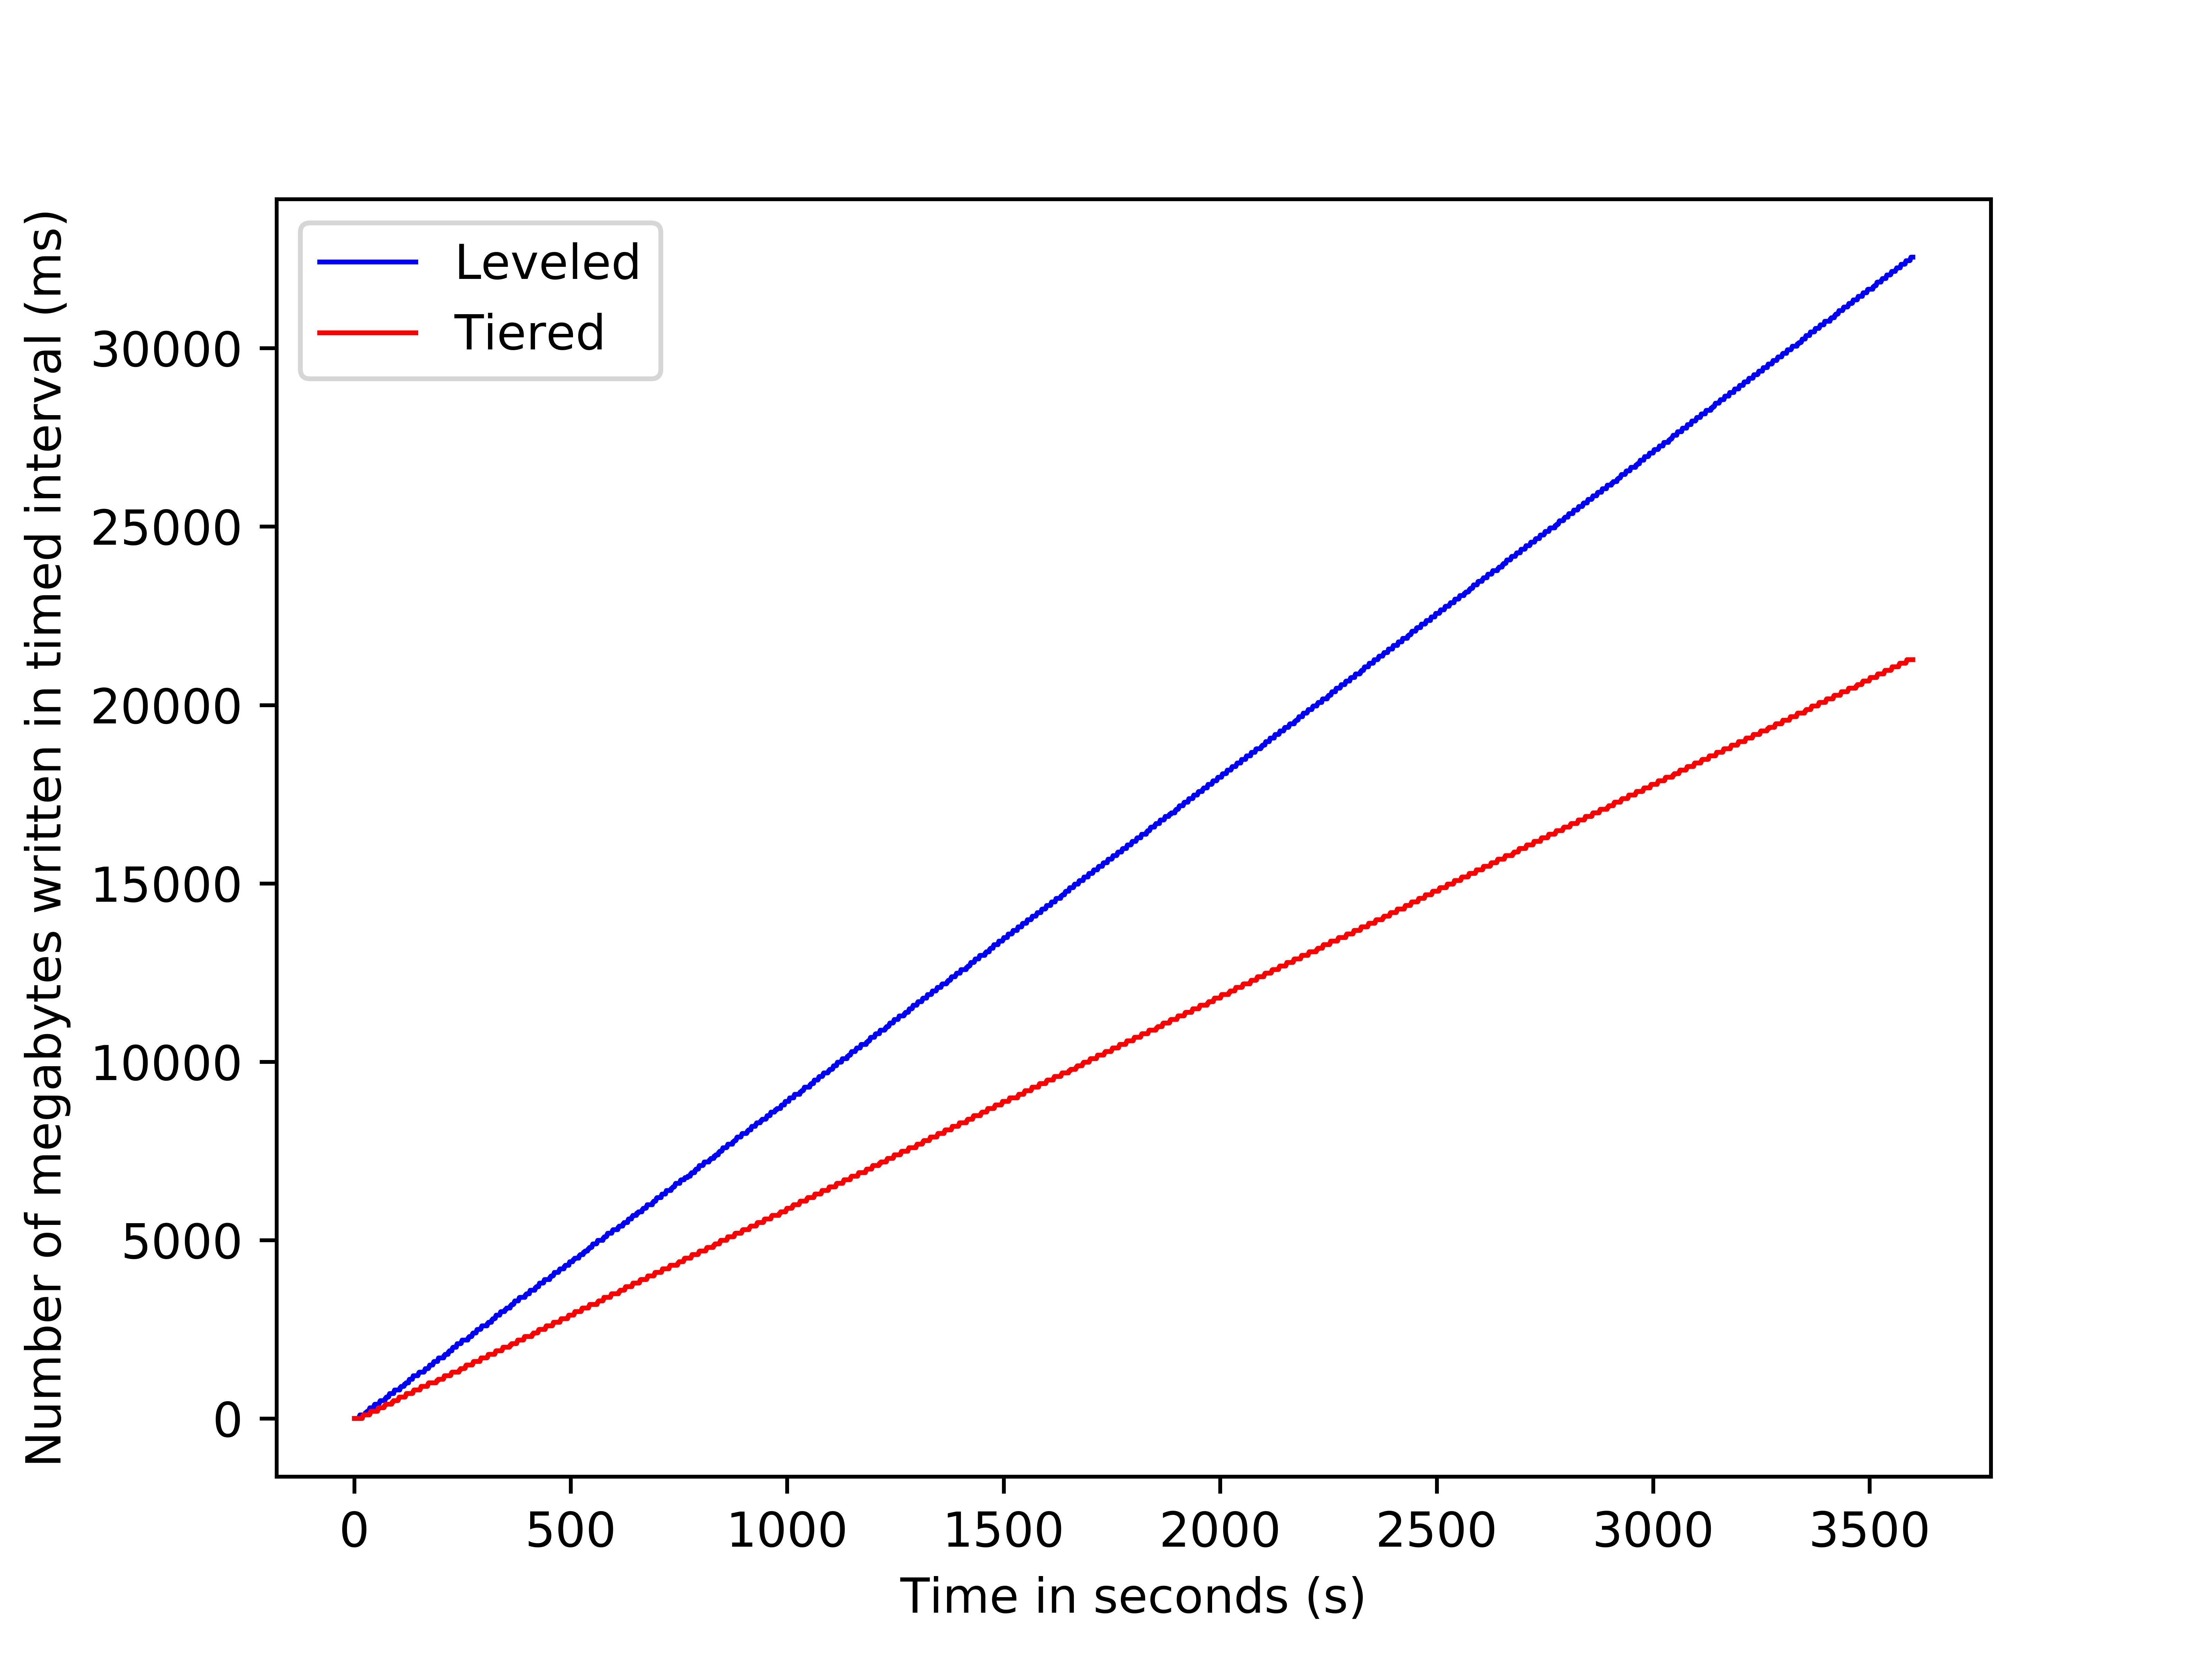 Leveled
Tiered
Number of megabytes written in timed interval (ms)
30000
25000
20000
15000
10000
5000
0
0 500 1000 1500 2000 2500 3000 3500
Time in seconds (s)